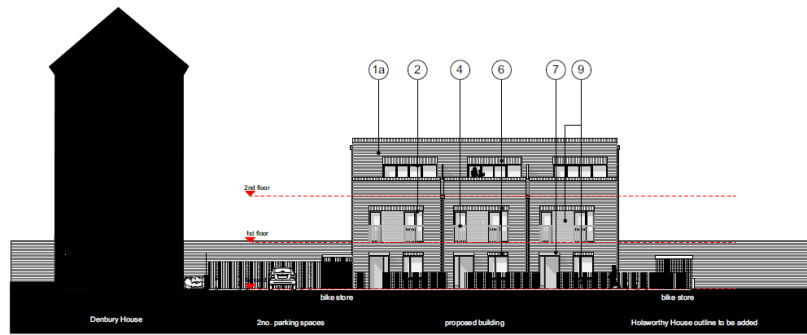 1a 2 4 6 7 9
2nd floor
1st floor
bike store bike store
Denbury House 2no. parking spaces proposed building Holsworthy House outline to be added